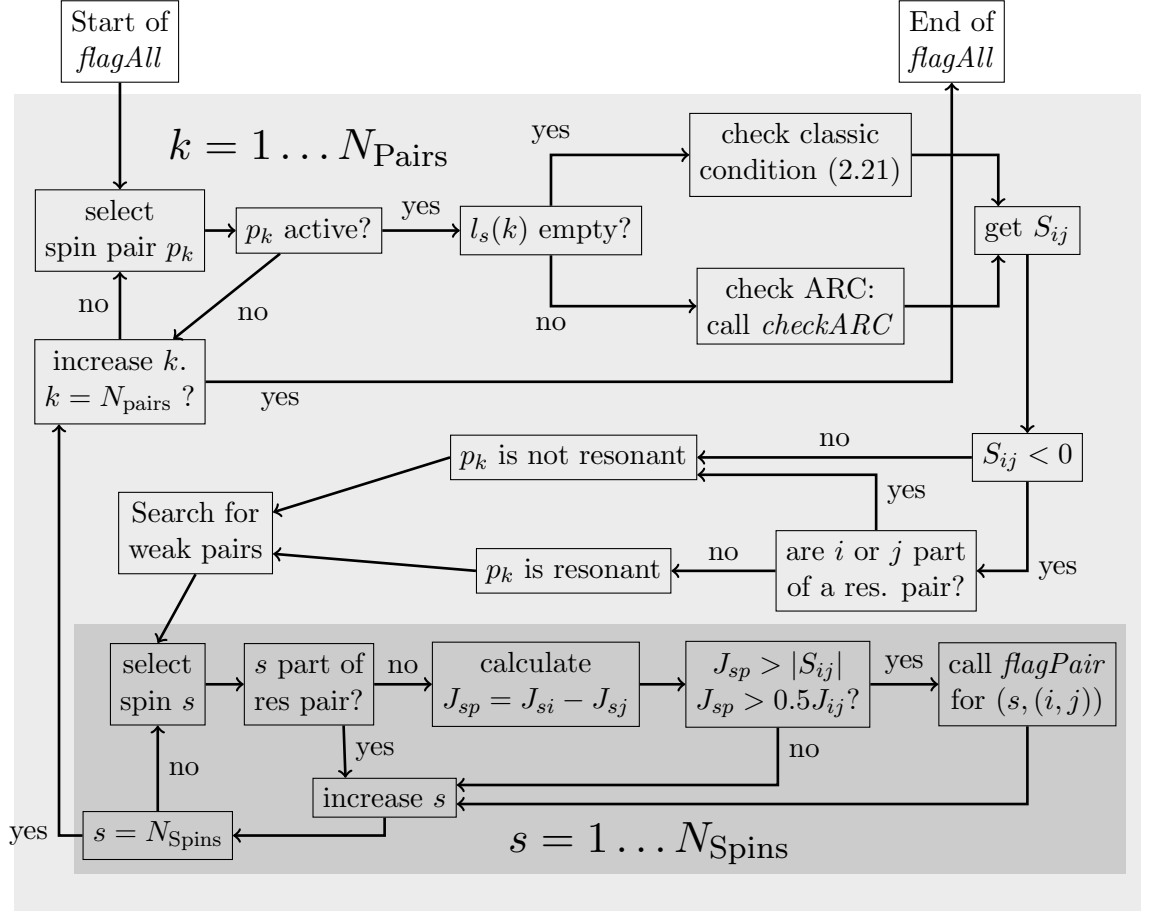 Start of
flagAll
End of
flagAll
k = 1 … N_Pairs
yes
check classic
condition (2.21)
select
spin pair p_k
p_k active?
yes
l_s(k) empty?
get S_ij
no
no
check ARC:
call checkARC
no
increase k.
k = N_pairs ?
yes
p_k is not resonant
no
S_ij < 0
yes
Search for
weak pairs
p_k is resonant
no
are i or j part
of a res. pair?
yes
select
spin s
s part of
res pair?
no
calculate
J_sp = J_si − J_sj
J_sp > |S_ij|
J_sp > 0.5J_ij?
yes
call flagPair
for (s, (i, j))
yes
no
no
increase s
yes
s = N_Spins
s = 1 … N_Spins